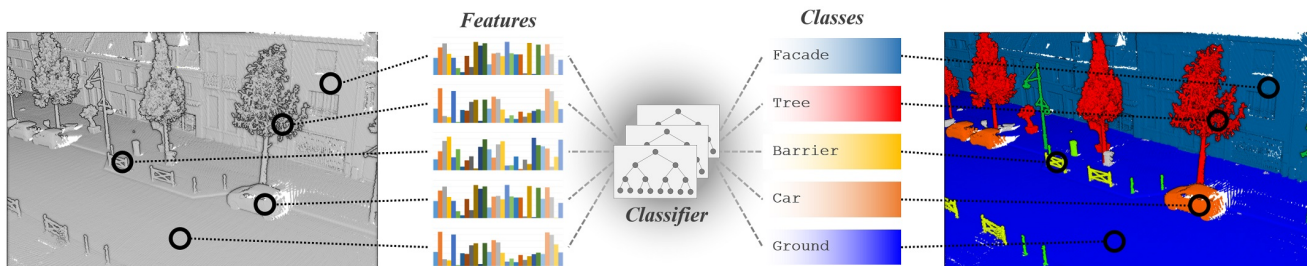 Features
Classes
Facade
Tree
Barrier
Car
Ground
Classifier